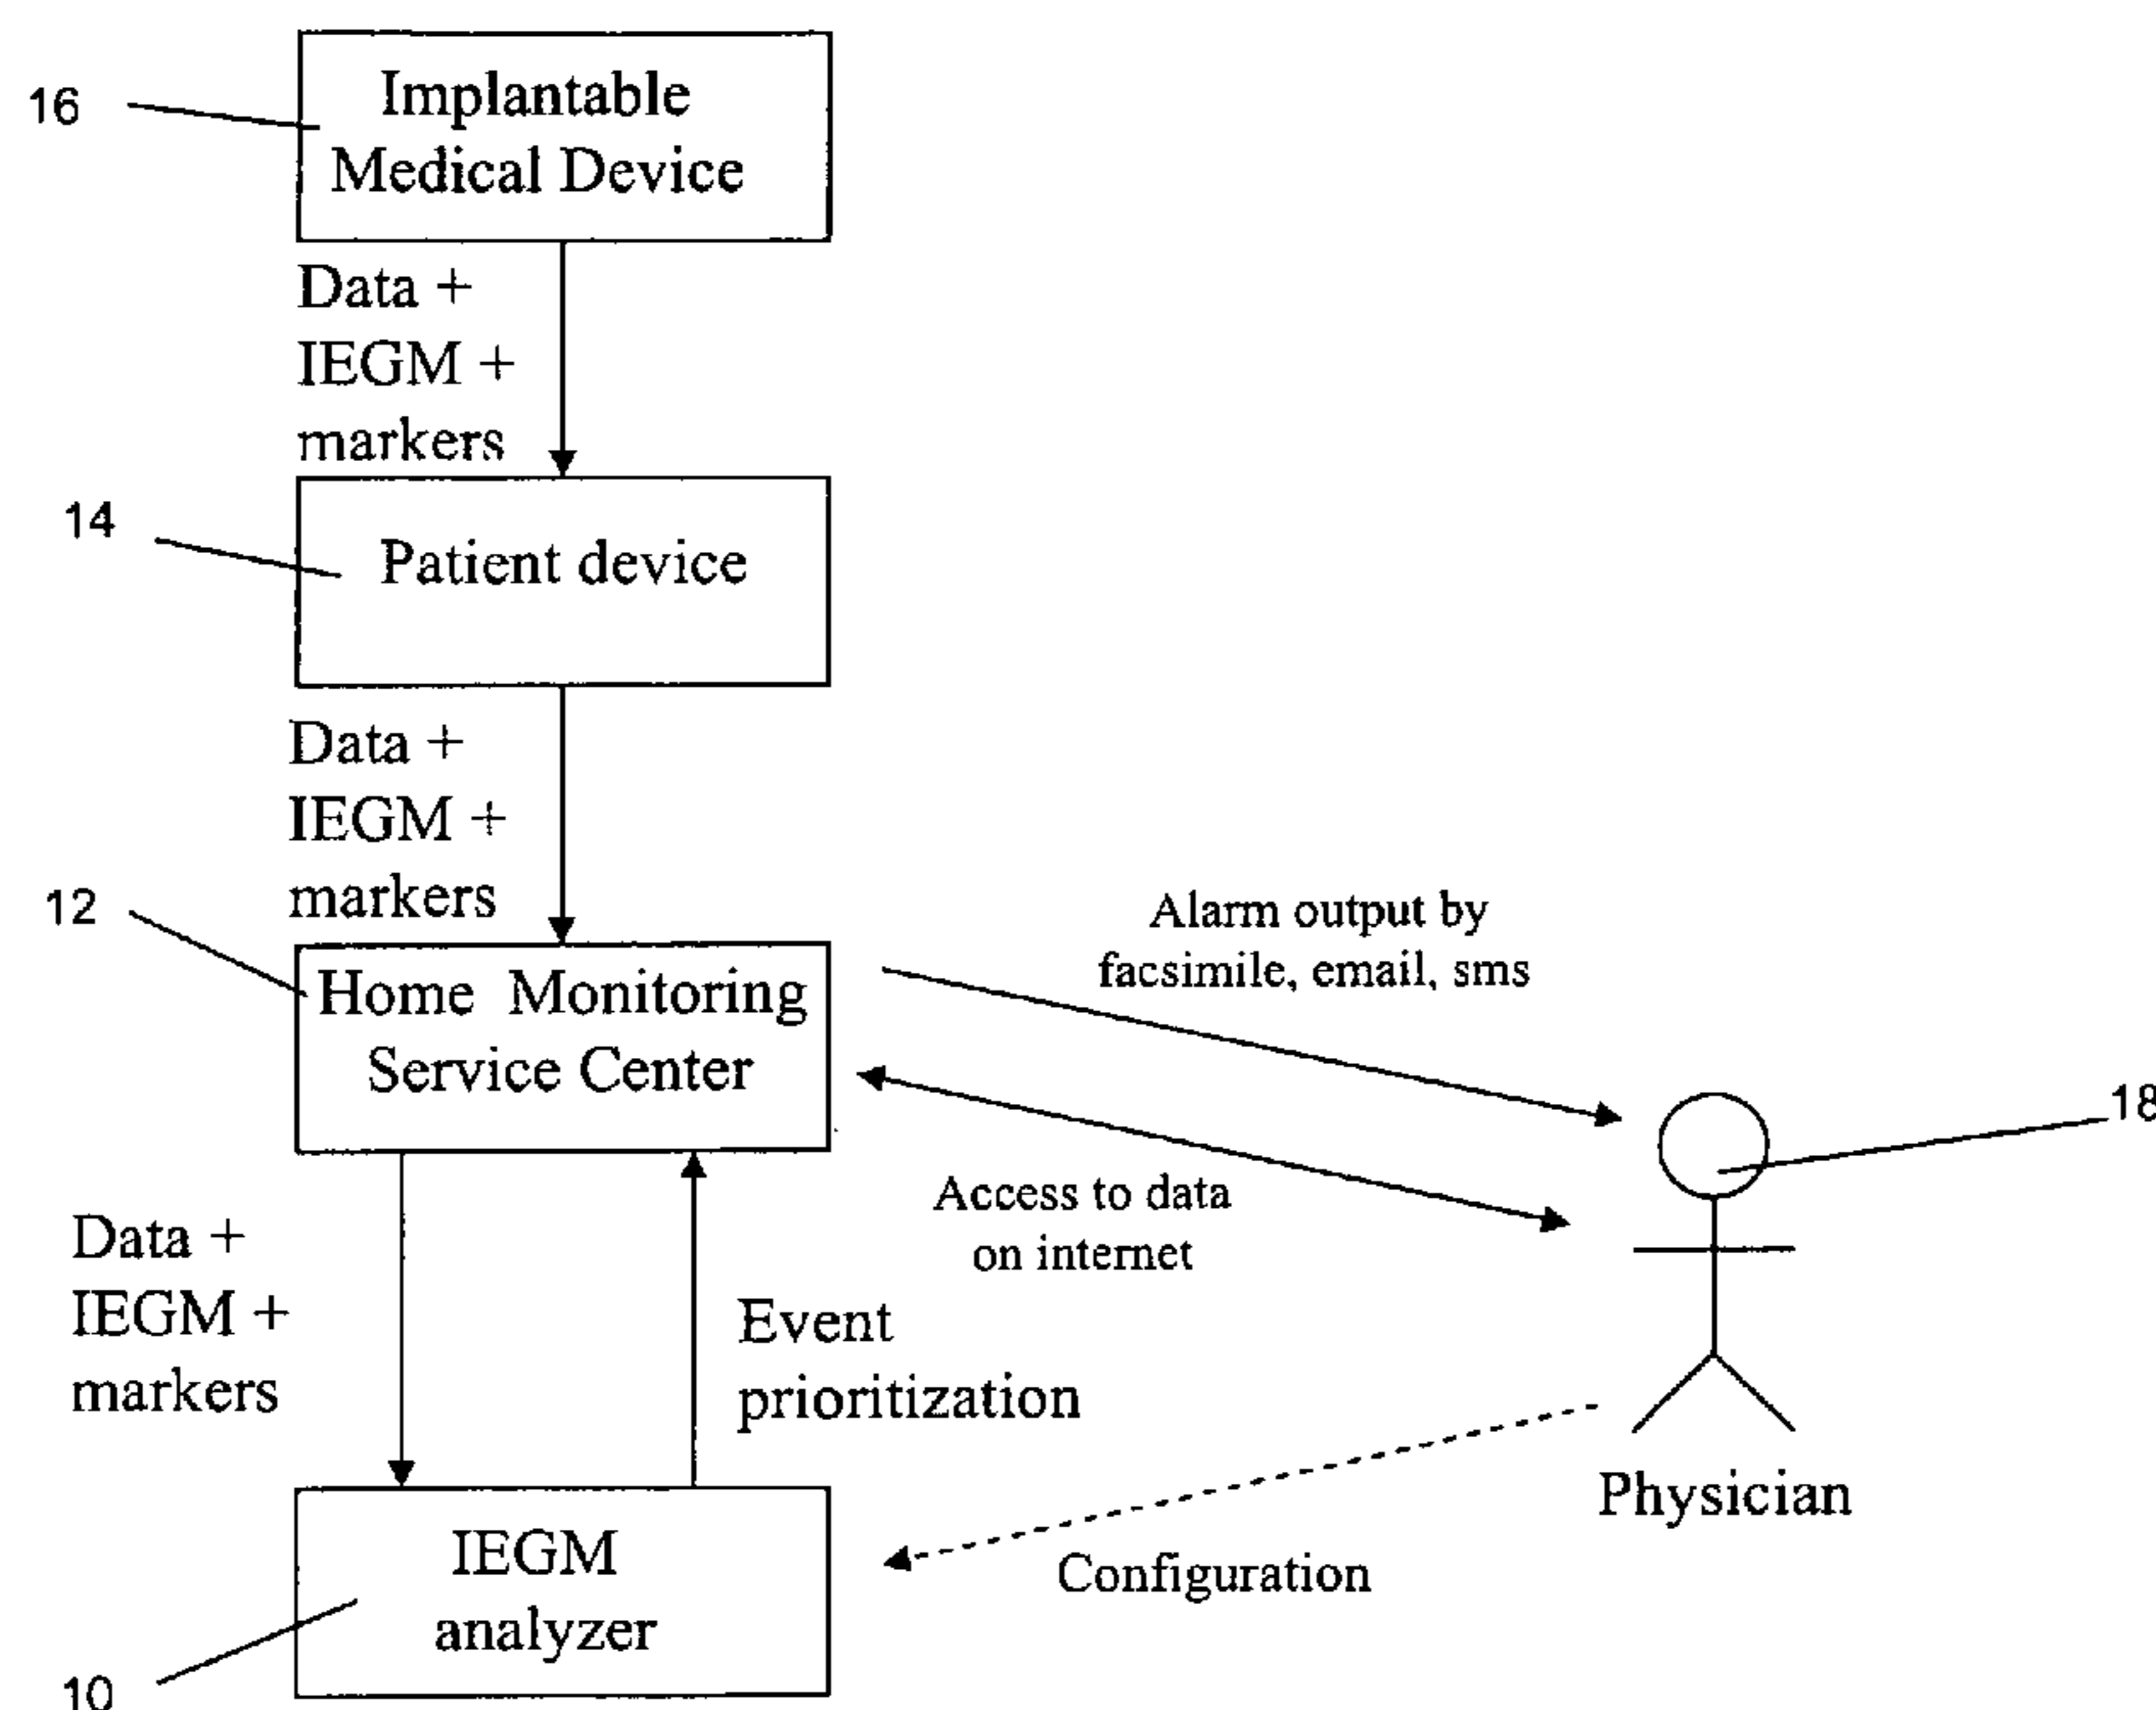 16
Implantable
Medical Device
Data +
IEGM +
markers
14
Patient device
Data +
IEGM +
markers
12
Home Monitoring
Service Center
Alarm output by
facsimile, email, sms
18
Access to data
on internet
Data +
IEGM +
markers
Event
prioritization
Physician
Configuration
IEGM
analyzer
10